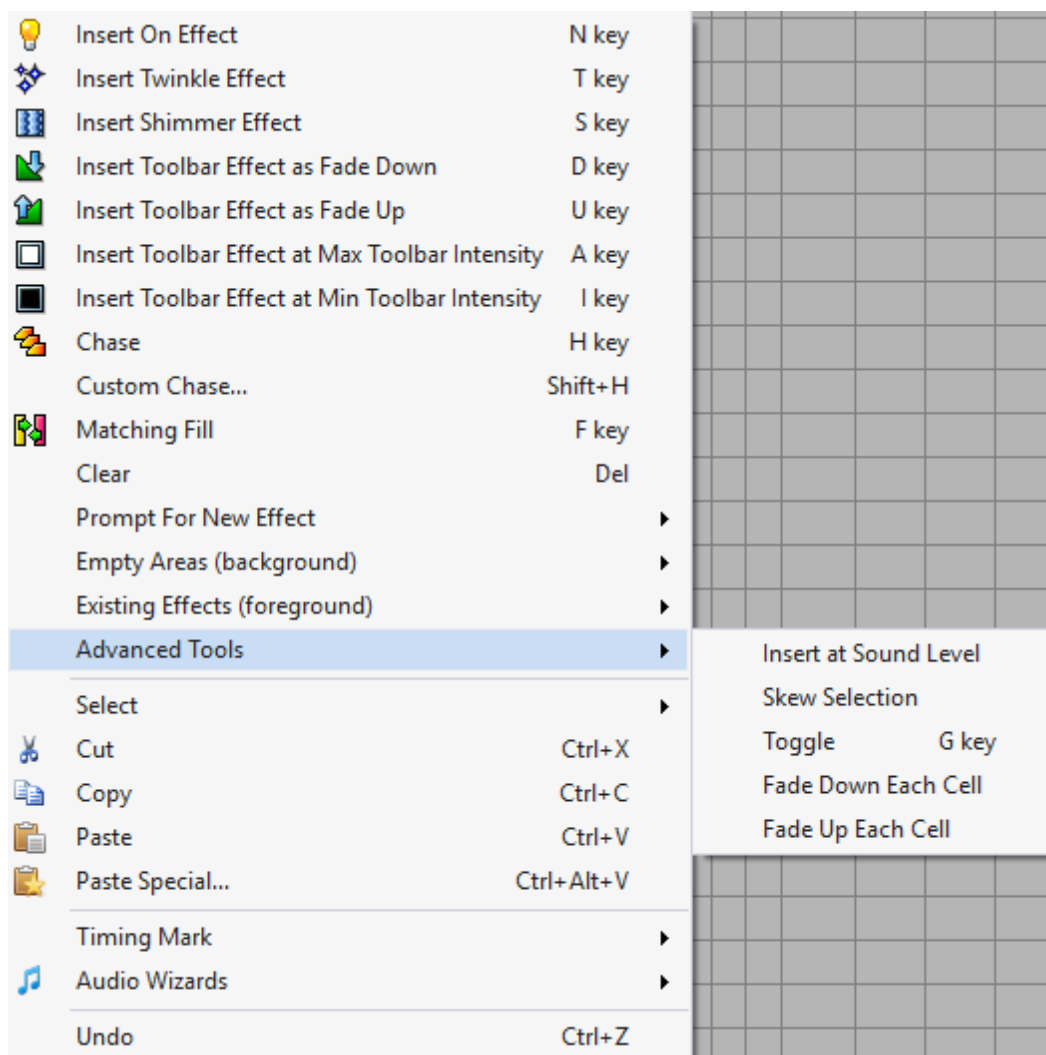 Insert On Effect N key
Insert Twinkle Effect T key
Insert Shimmer Effect S key
Insert Toolbar Effect as Fade Down D key
Insert Toolbar Effect as Fade Up U key
Insert Toolbar Effect at Max Toolbar Intensity A key
Insert Toolbar Effect at Min Toolbar Intensity I key
Chase H key
Custom Chase... Shift+H
Matching Fill F key
Clear Del
Prompt For New Effect
Empty Areas (background)
Existing Effects (foreground)
Advanced Tools
Select
Cut Ctrl+X
Copy Ctrl+C
Paste Ctrl+V
Paste Special... Ctrl+Alt+V
Timing Mark
Audio Wizards
Undo Ctrl+Z
Insert at Sound Level
Skew Selection
Toggle G key
Fade Down Each Cell
Fade Up Each Cell